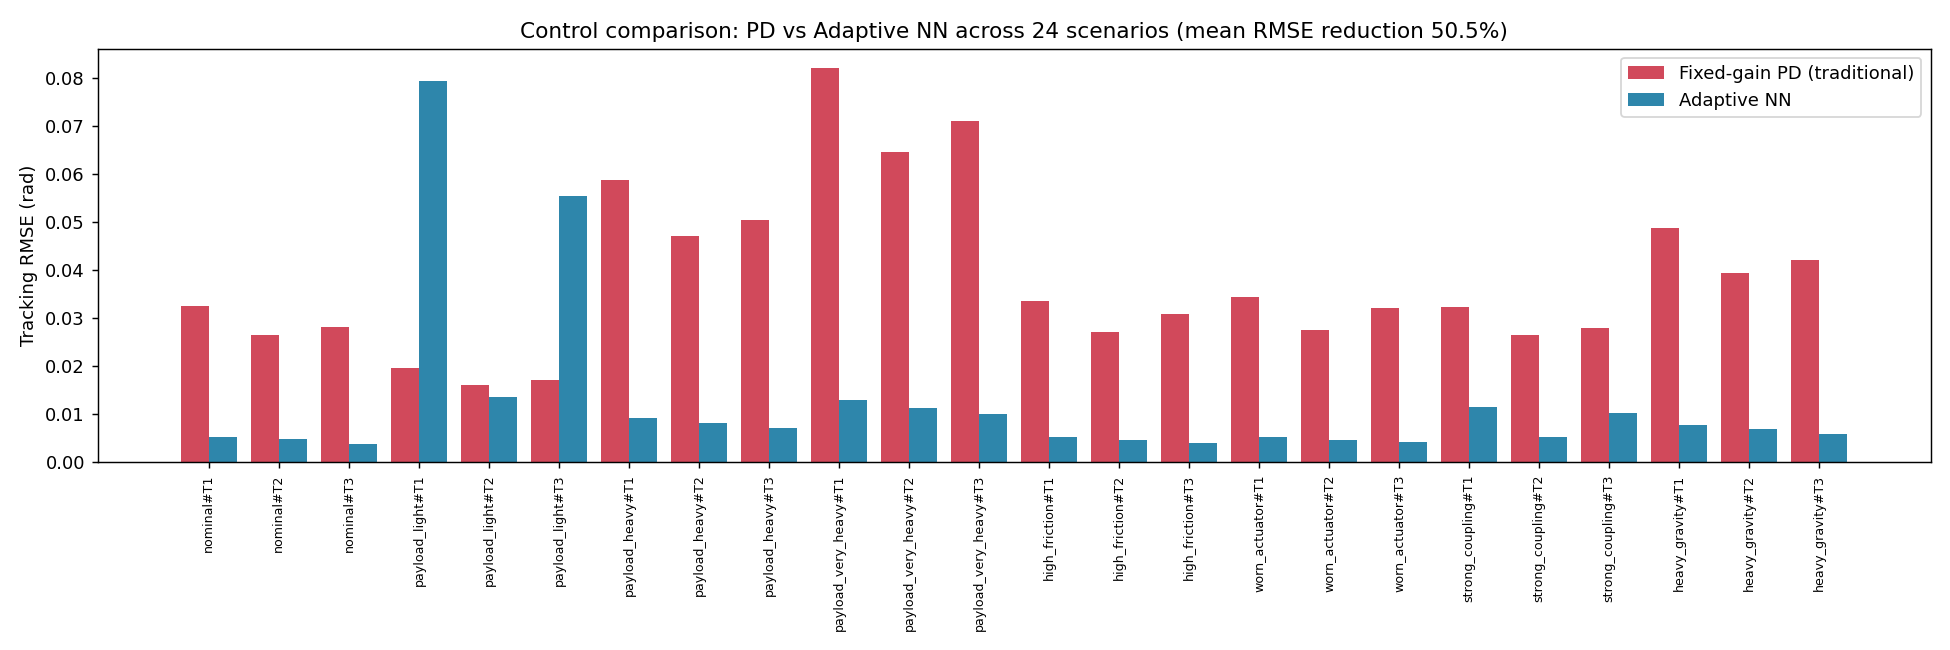 Control comparison: PD vs Adaptive NN across 24 scenarios (mean RMSE reduction 50.5%)
Fixed-gain PD (traditional)
Adaptive NN
Tracking RMSE (rad)
0.08
0.07
0.06
0.05
0.04
0.03
0.02
0.01
0.00
nominal#T1
nominal#T2
nominal#T3
payload_light#T1
payload_light#T2
payload_light#T3
payload_heavy#T1
payload_heavy#T2
payload_heavy#T3
payload_very_heavy#T1
payload_very_heavy#T2
payload_very_heavy#T3
high_friction#T1
high_friction#T2
high_friction#T3
worn_actuator#T1
worn_actuator#T2
worn_actuator#T3
strong_coupling#T1
strong_coupling#T2
strong_coupling#T3
heavy_gravity#T1
heavy_gravity#T2
heavy_gravity#T3